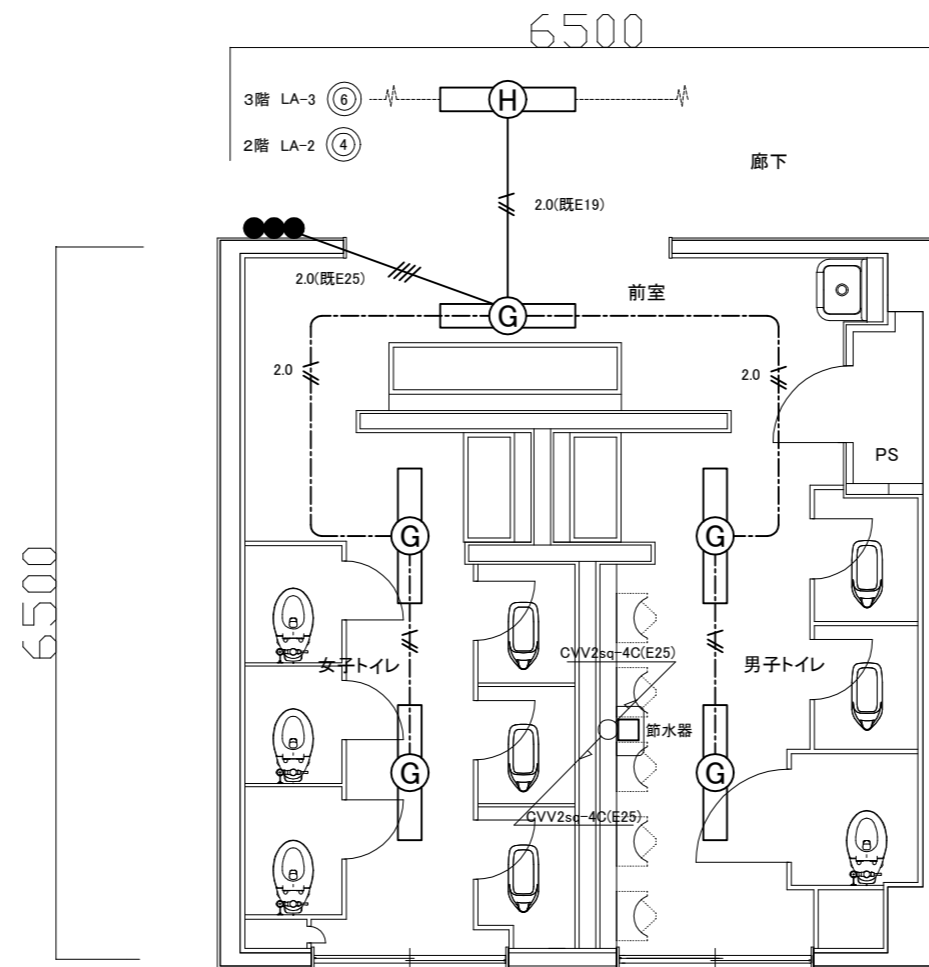 6500
3階 LA-3 6
H
2階 LA-2 4
廊下
2.0(既E19)
2.0(既E25)
前室
G
2.0
2.0
PS
G
G
6500
CVV2sq-4C(E25)
女子トイレ
男子トイレ
節水器
G
G
CVV2sq-4C(E25)